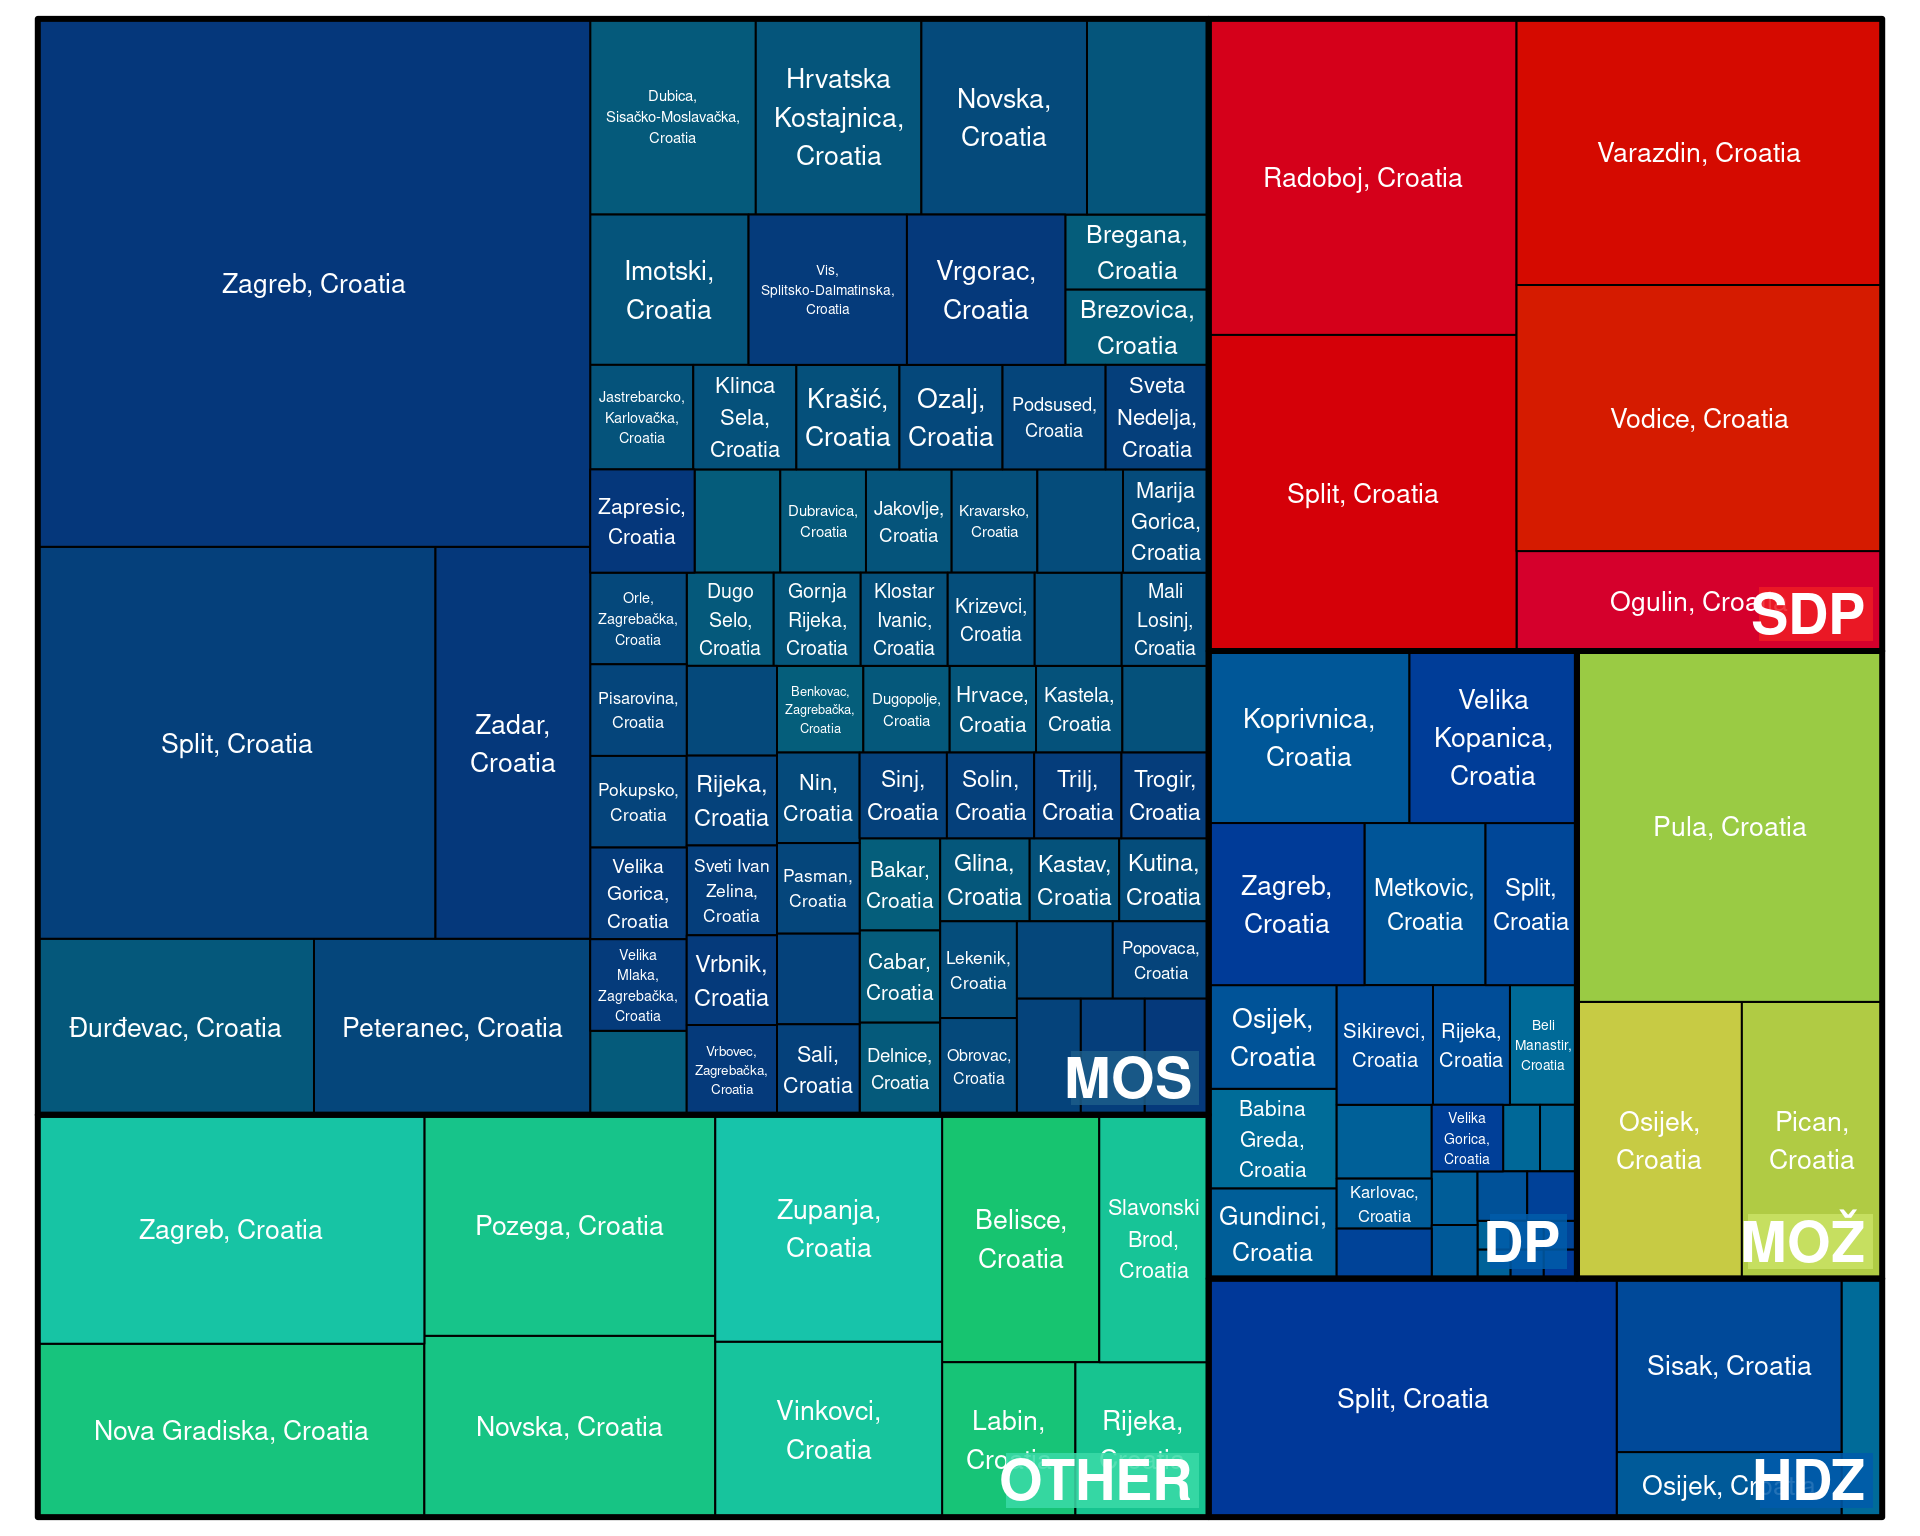 Zagreb, Croatia
Split, Croatia
Zadar,
Croatia
Đurđevac, Croatia
Peteranec, Croatia
Dubica,
Sisačko-Moslavačka,
Croatia
Hrvatska
Kostajnica,
Croatia
Novska,
Croatia
Imotski,
Croatia
Vis,
Splitsko-Dalmatinska,
Croatia
Vrgorac,
Croatia
Bregana,
Croatia
Brezovica,
Croatia
Jastrebarcko,
Karlovačka,
Croatia
Klinca
Sela,
Croatia
Krašić,
Croatia
Ozalj,
Croatia
Podsused,
Croatia
Sveta
Nedelja,
Croatia
Zapresic,
Croatia
Dubravica,
Croatia
Jakovlje,
Croatia
Kravarsko,
Croatia
Marija
Gorica,
Croatia
Orle,
Zagrebačka,
Croatia
Dugo
Selo,
Croatia
Gornja
Rijeka,
Croatia
Klostar
Ivanic,
Croatia
Krizevci,
Croatia
Mali
Losinj,
Croatia
Pisarovina,
Croatia
Benkovac,
Zagrebačka,
Croatia
Dugopolje,
Croatia
Hrvace,
Croatia
Kastela,
Croatia
Pokupsko,
Croatia
Rijeka,
Croatia
Nin,
Croatia
Sinj,
Croatia
Solin,
Croatia
Trilj,
Croatia
Trogir,
Croatia
Velika
Gorica,
Croatia
Sveti Ivan
Zelina,
Croatia
Pasman,
Croatia
Bakar,
Croatia
Glina,
Croatia
Kastav,
Croatia
Kutina,
Croatia
Velika
Mlaka,
Zagrebačka,
Croatia
Vrbnik,
Croatia
Cabar,
Croatia
Lekenik,
Croatia
Popovaca,
Croatia
Vrbovec,
Zagrebačka,
Croatia
Sali,
Croatia
Delnice,
Croatia
Obrovac,
Croatia
MOS
Radoboj, Croatia
Varazdin, Croatia
Split, Croatia
Vodice, Croatia
Ogulin, Croatia
SDP
Koprivnica,
Croatia
Velika
Kopanica,
Croatia
Zagreb,
Croatia
Metkovic,
Croatia
Split,
Croatia
Osijek,
Croatia
Sikirevci,
Croatia
Rijeka,
Croatia
Beli
Manastir,
Croatia
Babina
Greda,
Croatia
Velika
Gorica,
Croatia
Karlovac,
Croatia
Gundinci,
Croatia
DP
Pula, Croatia
Osijek,
Croatia
Pican,
Croatia
MOŽ
Zagreb, Croatia
Nova Gradiska, Croatia
Pozega, Croatia
Novska, Croatia
Zupanja,
Croatia
Vinkovci,
Croatia
Belisce,
Croatia
Slavonski
Brod,
Croatia
Labin,
Croatia
Rijeka,
Croatia
OTHER
Split, Croatia
Sisak, Croatia
Osijek, Croatia
HDZ